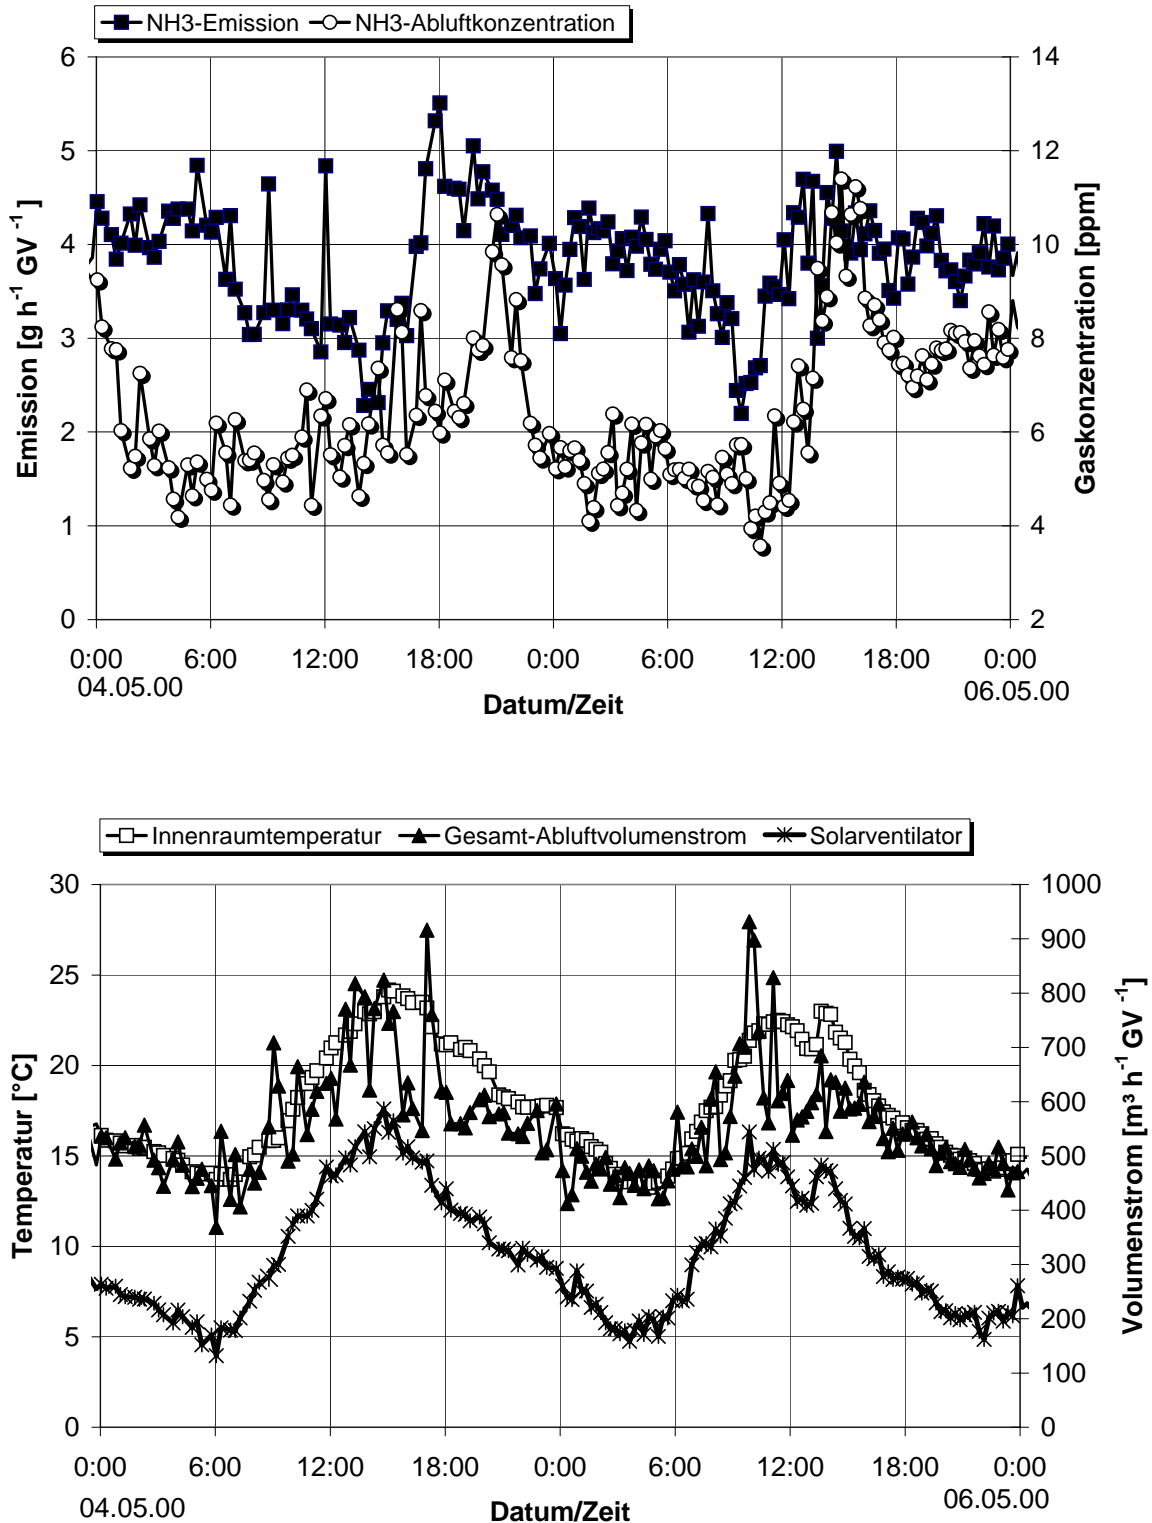 NH3-Emission NH3-Abluftkonzentration
6 14
5 12
4 10
3 8
2 6
1 4
0 2
Emission [g h-1 GV -1 ]
Gaskonzentration [ppm]
0:00 6:00 12:00 18:00 0:00 6:00 12:00 18:00 0:00
04.05.00 06.05.00
Datum/Zeit
Innenraumtemperatur Gesamt-Abluftvolumenstrom Solarventilator
30 1000
900
25 800
700
20 600
15 500
400
10 300
200
5 100
0 0
Temperatur [°C]
Volumenstrom [m³ h-1 GV -1]
0:00 6:00 12:00 18:00 0:00 6:00 12:00 18:00 0:00
04.05.00 06.05.00
Datum/Zeit